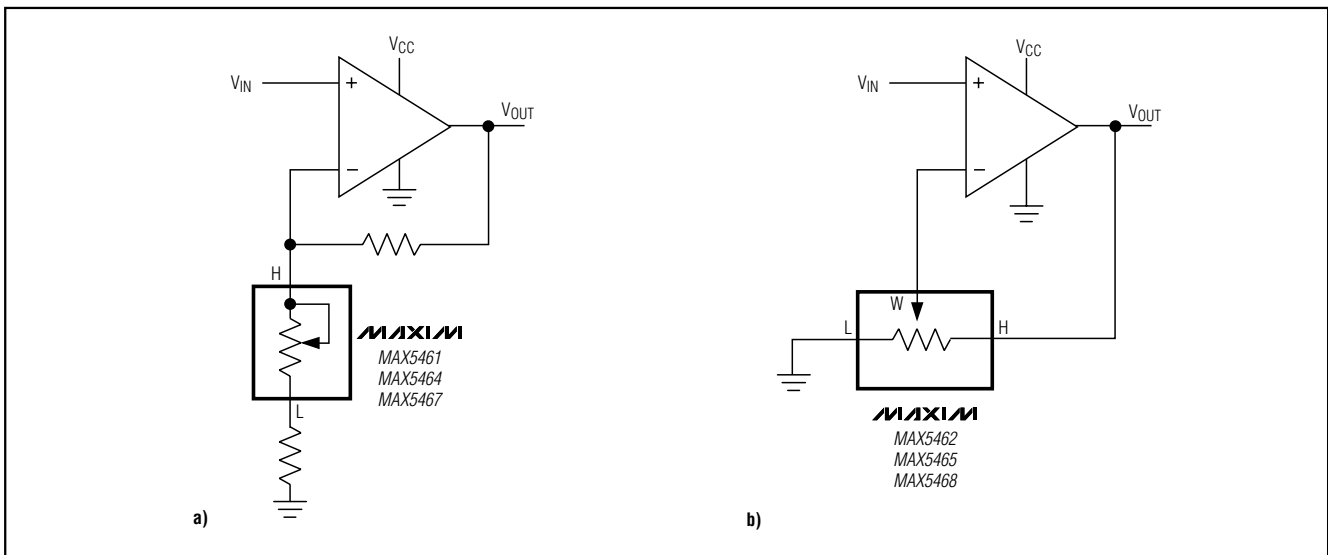 VCC
VIN
+
VOUT
−
H
MAXIM
MAX5461
MAX5464
MAX5467
L
a)
VCC
VIN
+
VOUT
−
W
L
H
MAXIM
MAX5462
MAX5465
MAX5468
b)